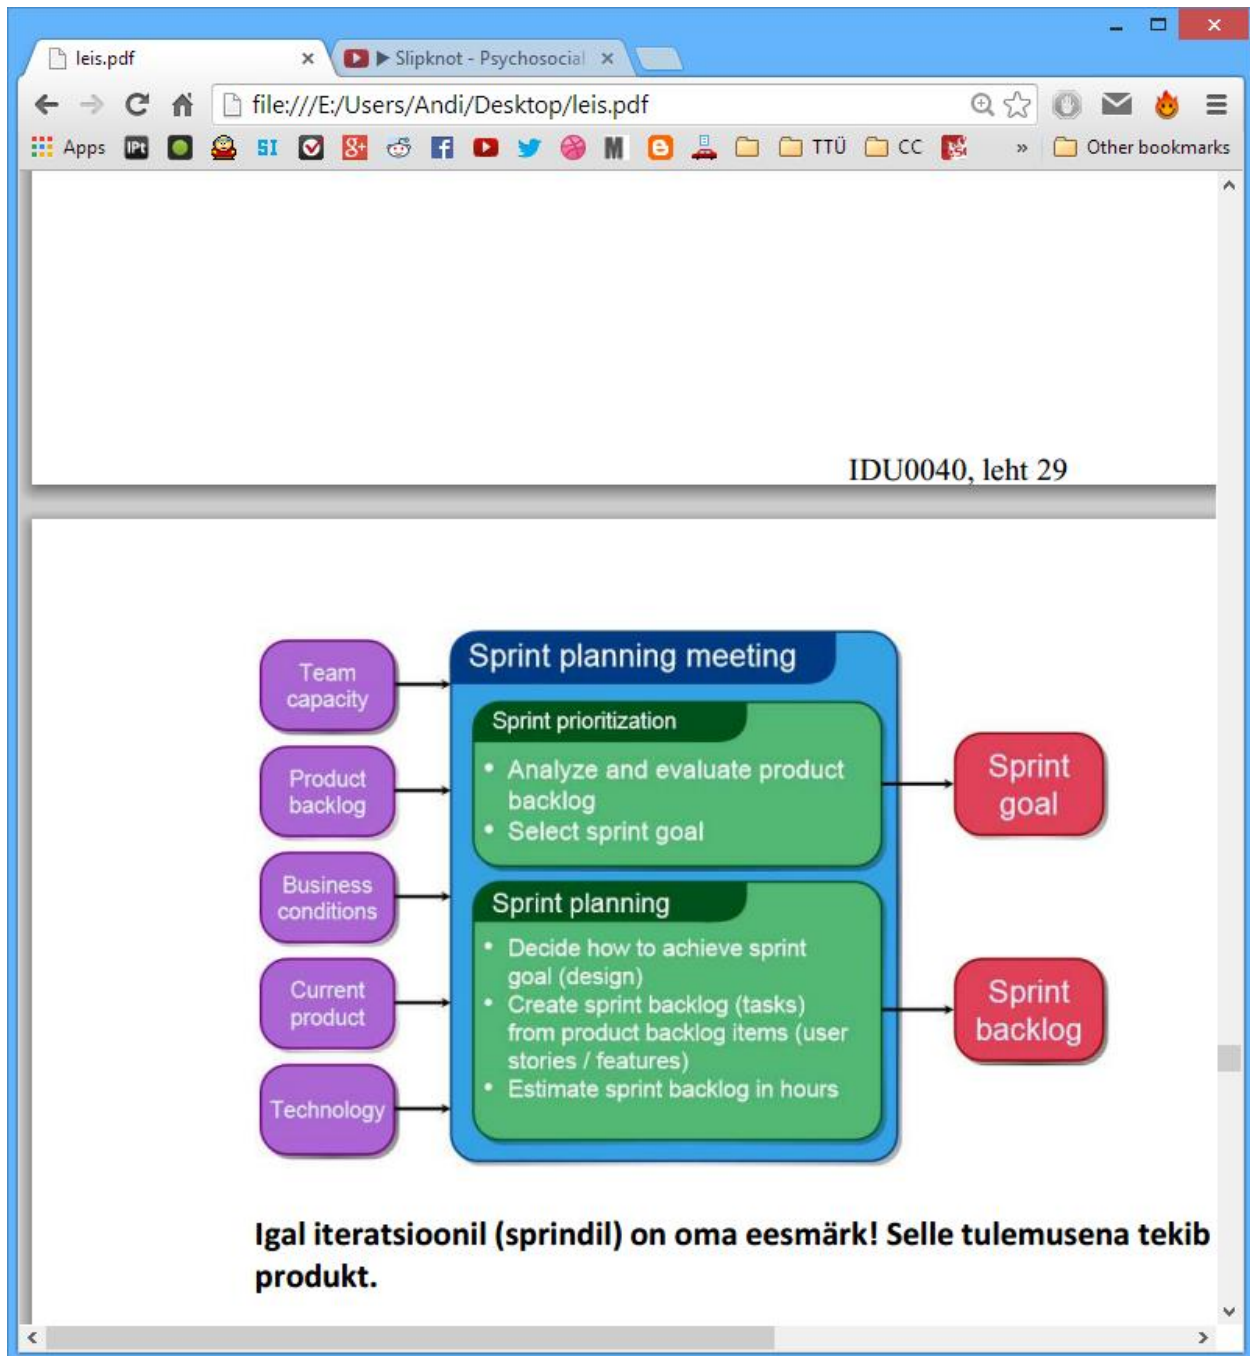 leis.pdf
Slipknot - Psychosocial
file:///E:/Users/Andi/Desktop/leis.pdf
Apps
IPt
SI
8+
f
M
TTÜ
CC
»
Other bookmarks
IDU0040, leht 29
Team
capacity
Product
backlog
Business
conditions
Current
product
Technology
Sprint planning meeting
Sprint prioritization
• Analyze and evaluate product
backlog
• Select sprint goal
Sprint planning
• Decide how to achieve sprint
goal (design)
• Create sprint backlog (tasks)
from product backlog items (user
stories / features)
• Estimate sprint backlog in hours
Sprint
goal
Sprint
backlog
Igal iteratsioonil (sprindil) on oma eesmärk! Selle tulemusena tekib
produkt.